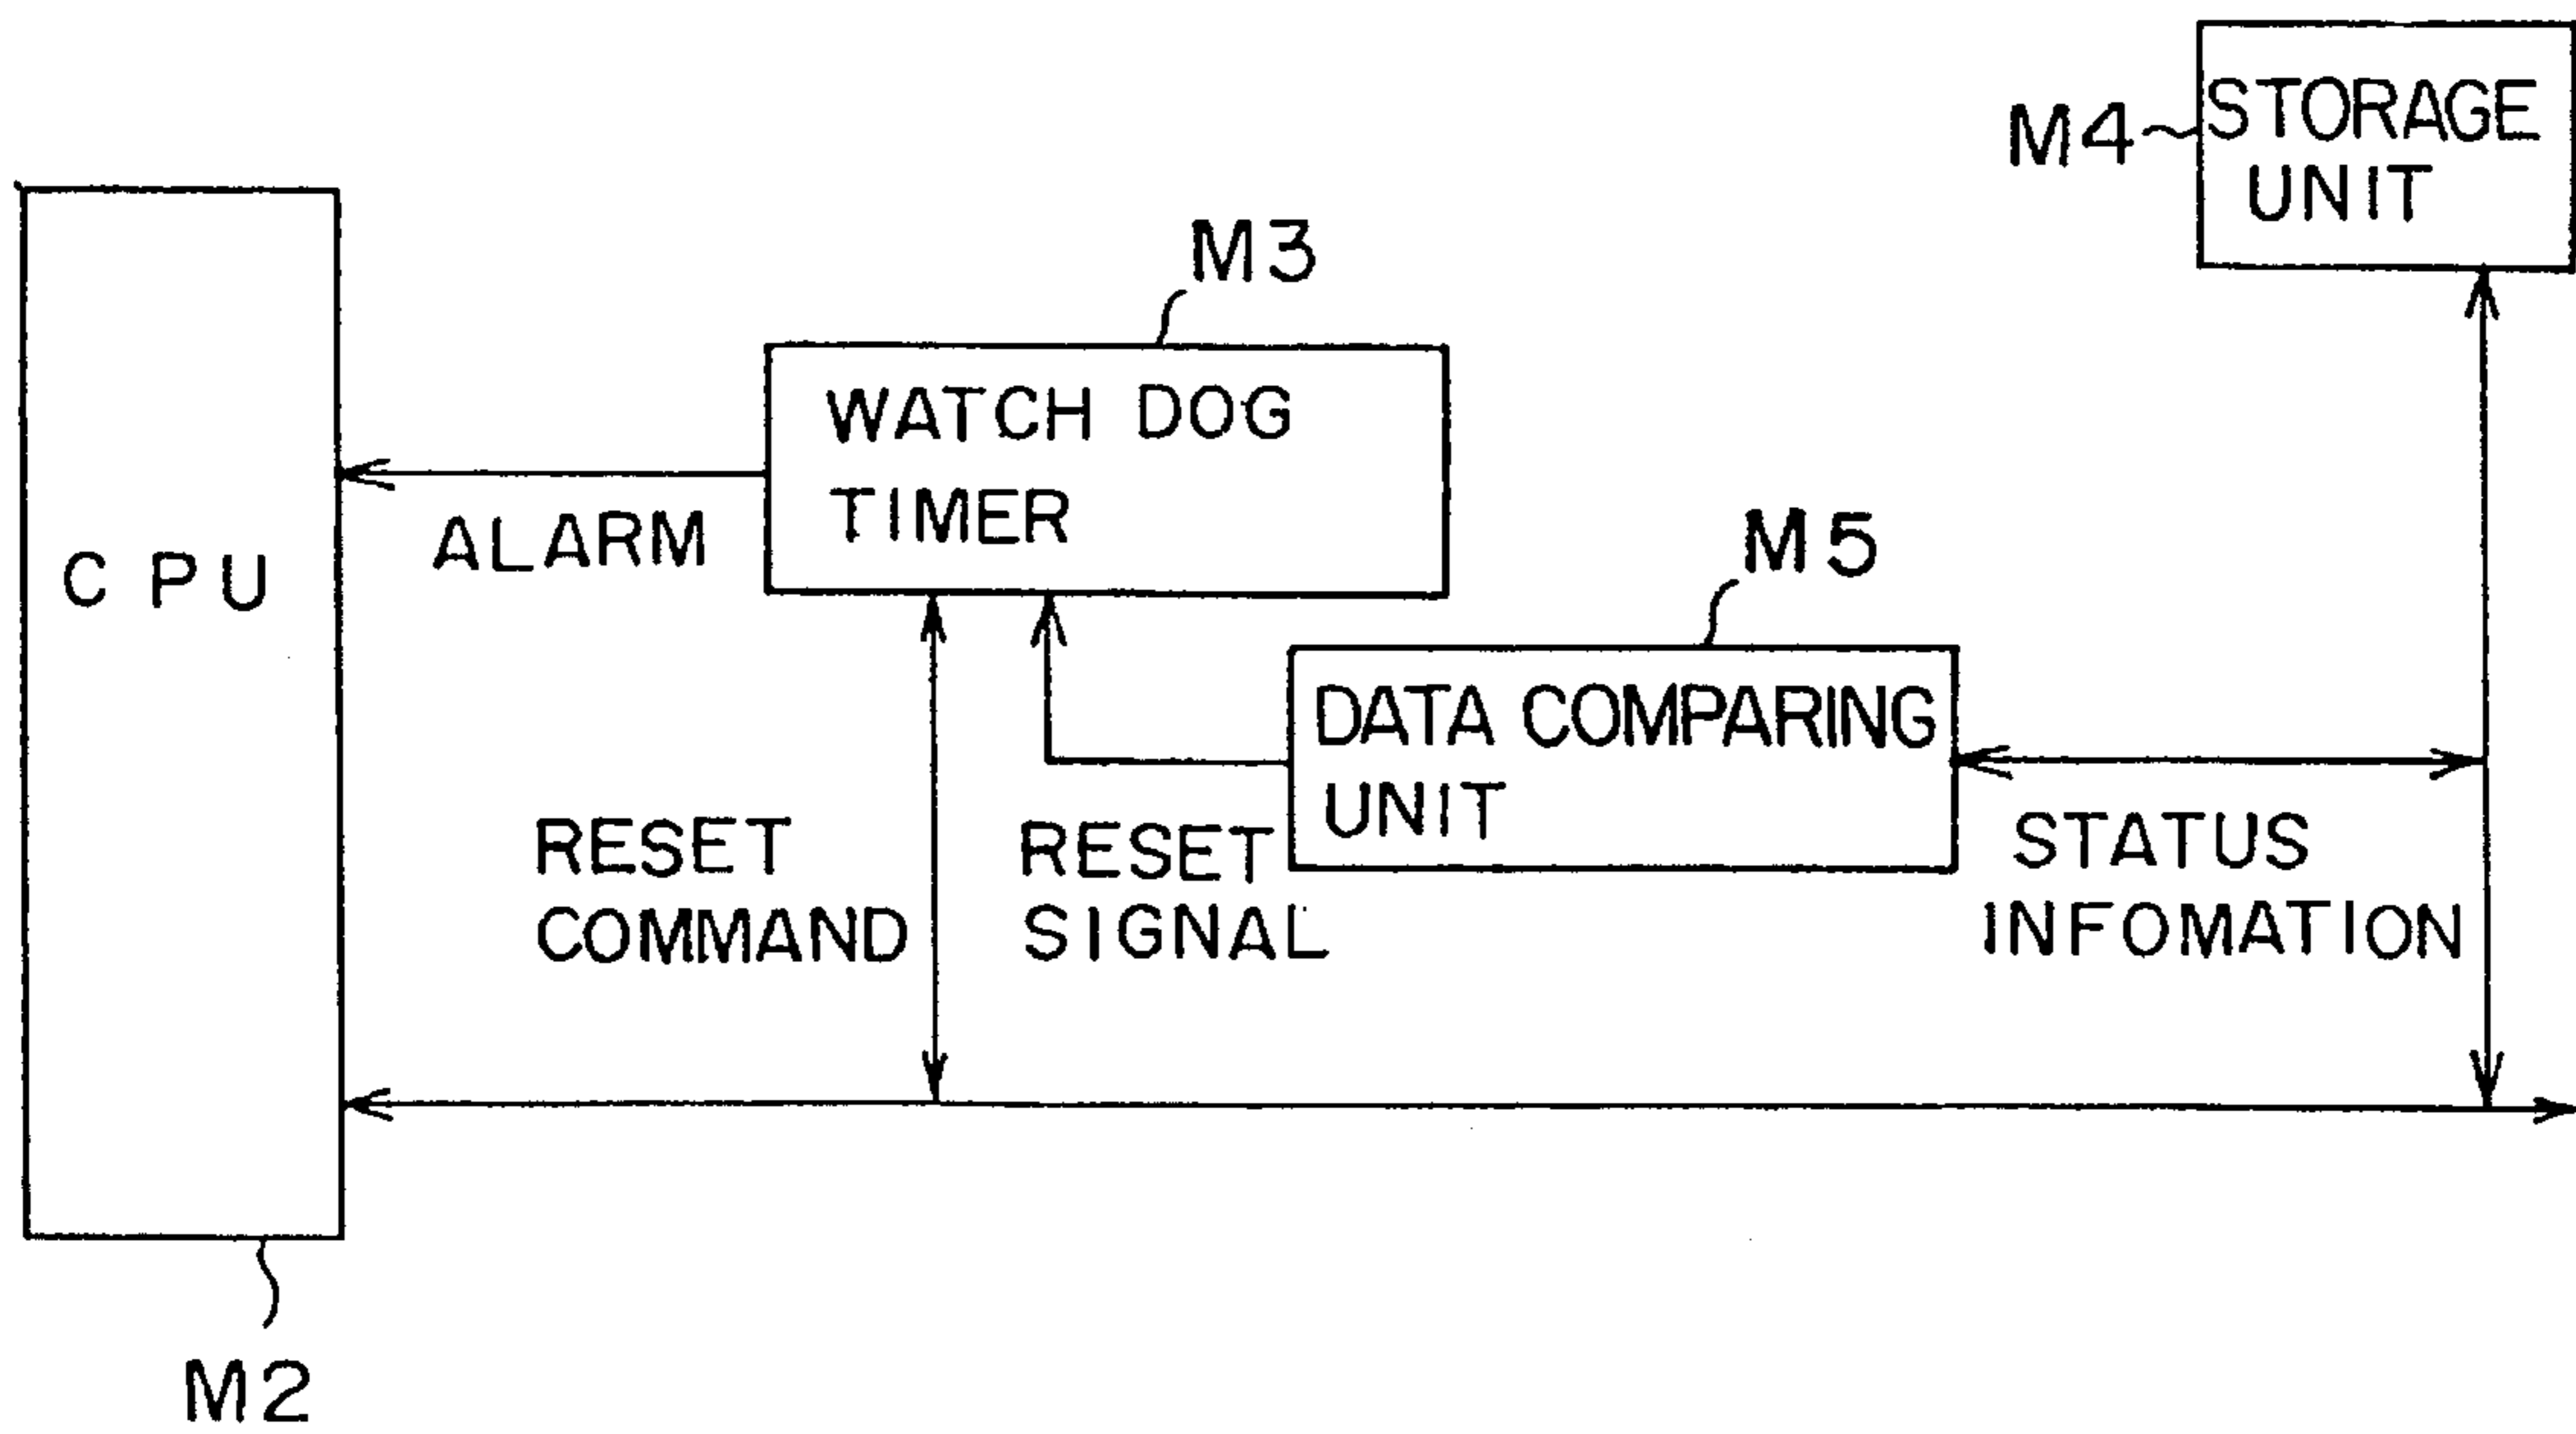 M4
STORAGE
UNIT
M3
WATCH DOG
TIMER
CPU
ALARM
M5
DATA COMPARING
UNIT
RESET
COMMAND
RESET
SIGNAL
STATUS
INFOMATION
M2